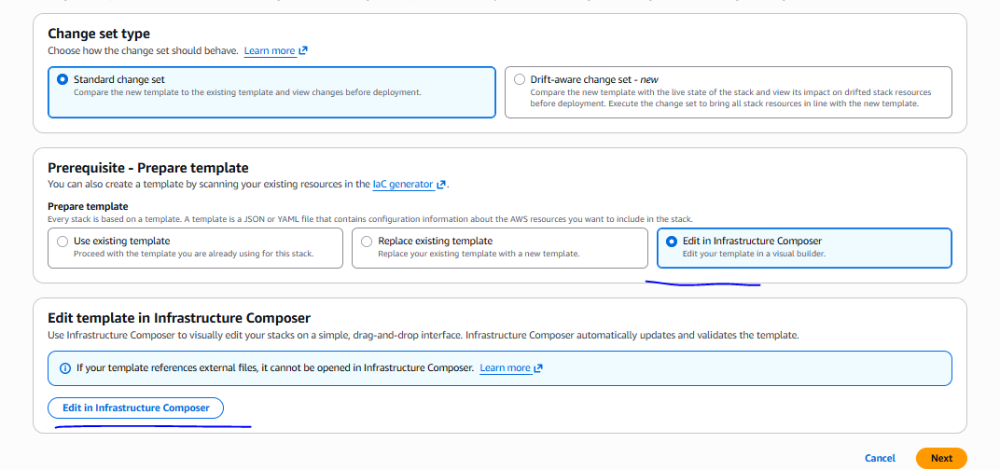 Change set type
Choose how the change set should behave. Learn more
Standard change set
Compare the new template to the existing template and view changes before deployment.
Drift-aware change set - new
Compare the new template with the live state of the stack and view its impact on drifted stack resources
before deployment. Execute the change set to bring all stack resources in line with the new template.
Prerequisite - Prepare template
You can also create a template by scanning your existing resources in the IaC generator.
Prepare template
Every stack is based on a template. A template is a JSON or YAML file that contains configuration information about the AWS resources you want to include in the stack.
Use existing template
Proceed with the template you are already using for this stack.
Replace existing template
Replace your existing template with a new template.
Edit in Infrastructure Composer
Edit your template in a visual builder.
Edit template in Infrastructure Composer
Use Infrastructure Composer to visually edit your stacks on a simple, drag-and-drop interface. Infrastructure Composer automatically updates and validates the template.
If your template references external files, it cannot be opened in Infrastructure Composer. Learn more
Edit in Infrastructure Composer
Cancel
Next